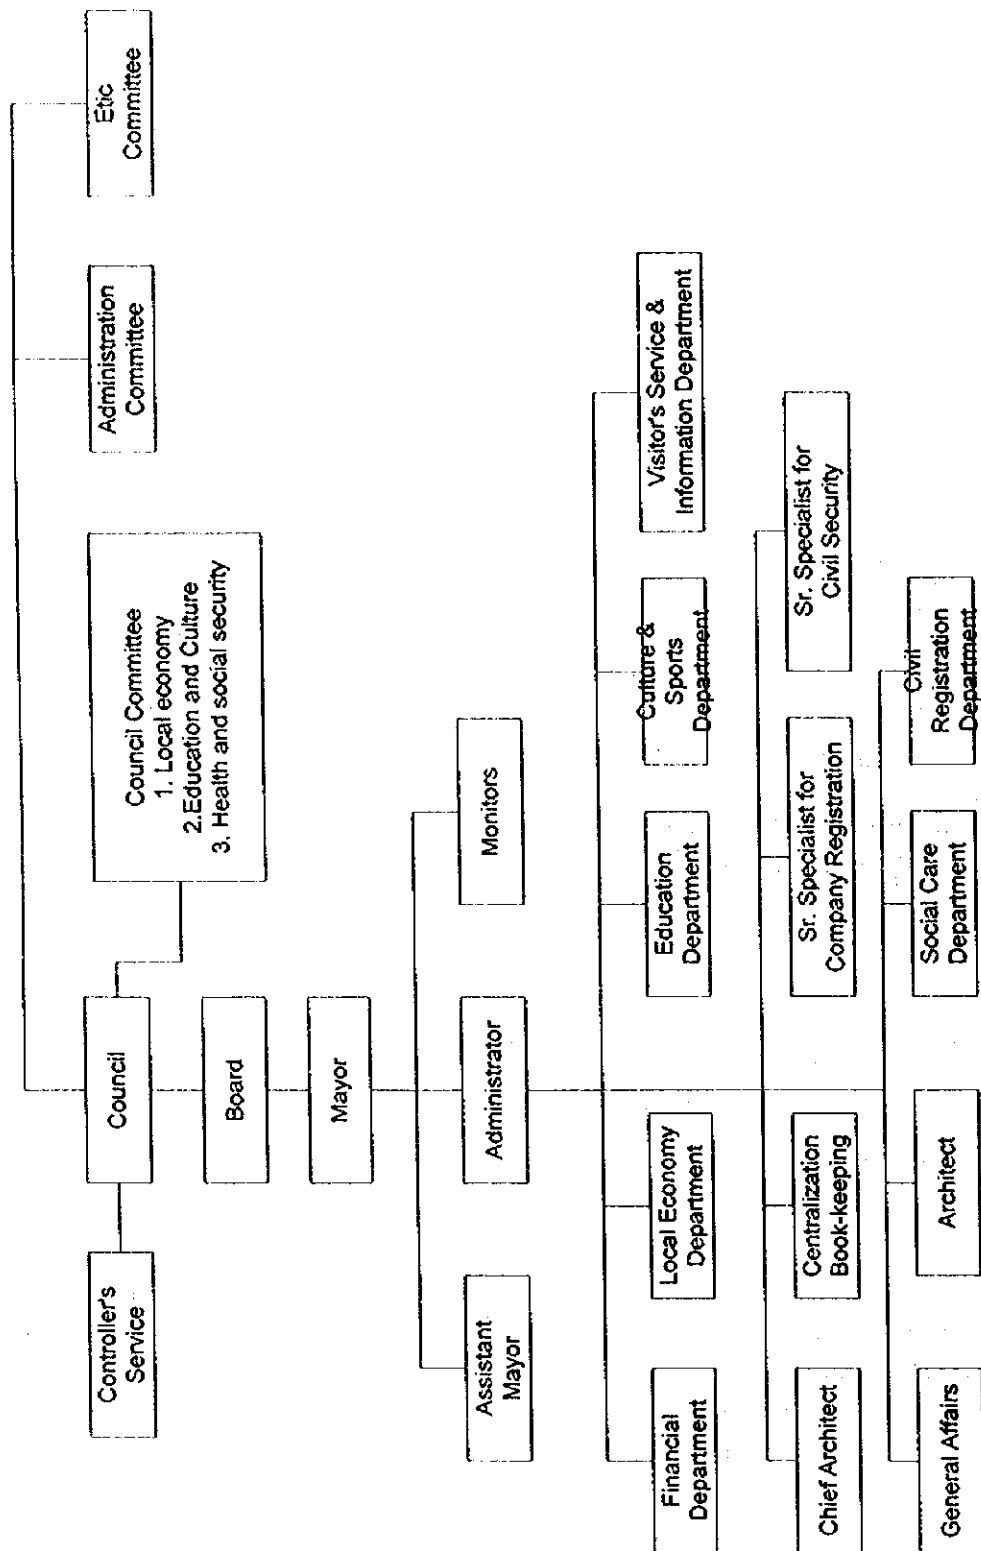 Controller's
Service
Council
Council Committee
1. Local economy
2.Education and Culture
3. Health and social security
Administration
Committee
Etic
Committee
Board
Mayor
Assistant
Mayor
Administrator
Monitors
Financial
Department
Local Economy
Department
Education
Department
Culture &
Sports
Department
Visitor's Service &
Information Department
Chief Architect
Centralization
Book-keeping
Sr. Specialist for
Company Registration
Sr. Specialist for
Civil Security
General Affairs
Architect
Social Care
Department
Civil
Registration
Department